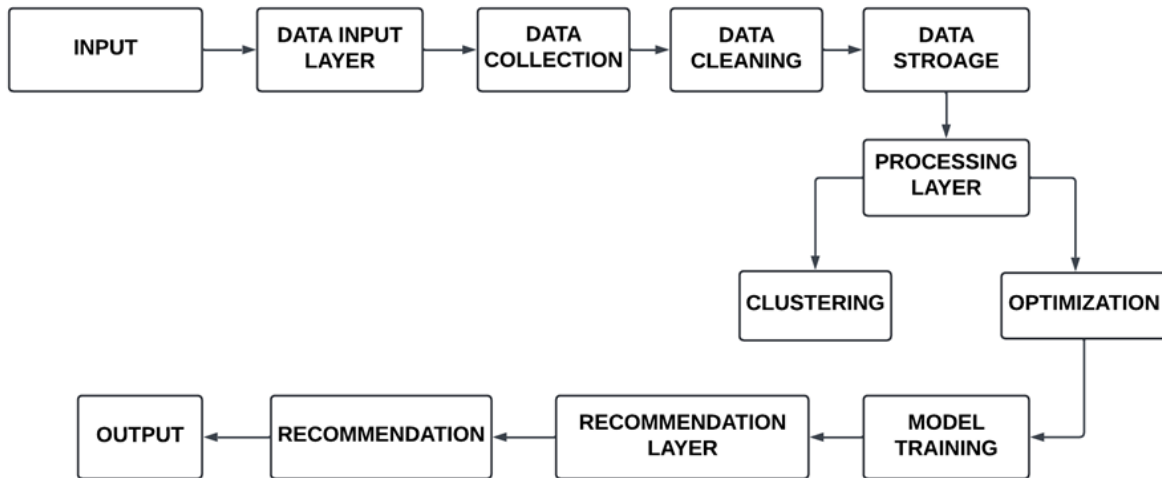 INPUT
DATA INPUT
LAYER
DATA
COLLECTION
DATA
CLEANING
DATA
STROAGE
PROCESSING
LAYER
CLUSTERING
OPTIMIZATION
OUTPUT
RECOMMENDATION
RECOMMENDATION
LAYER
MODEL
TRAINING